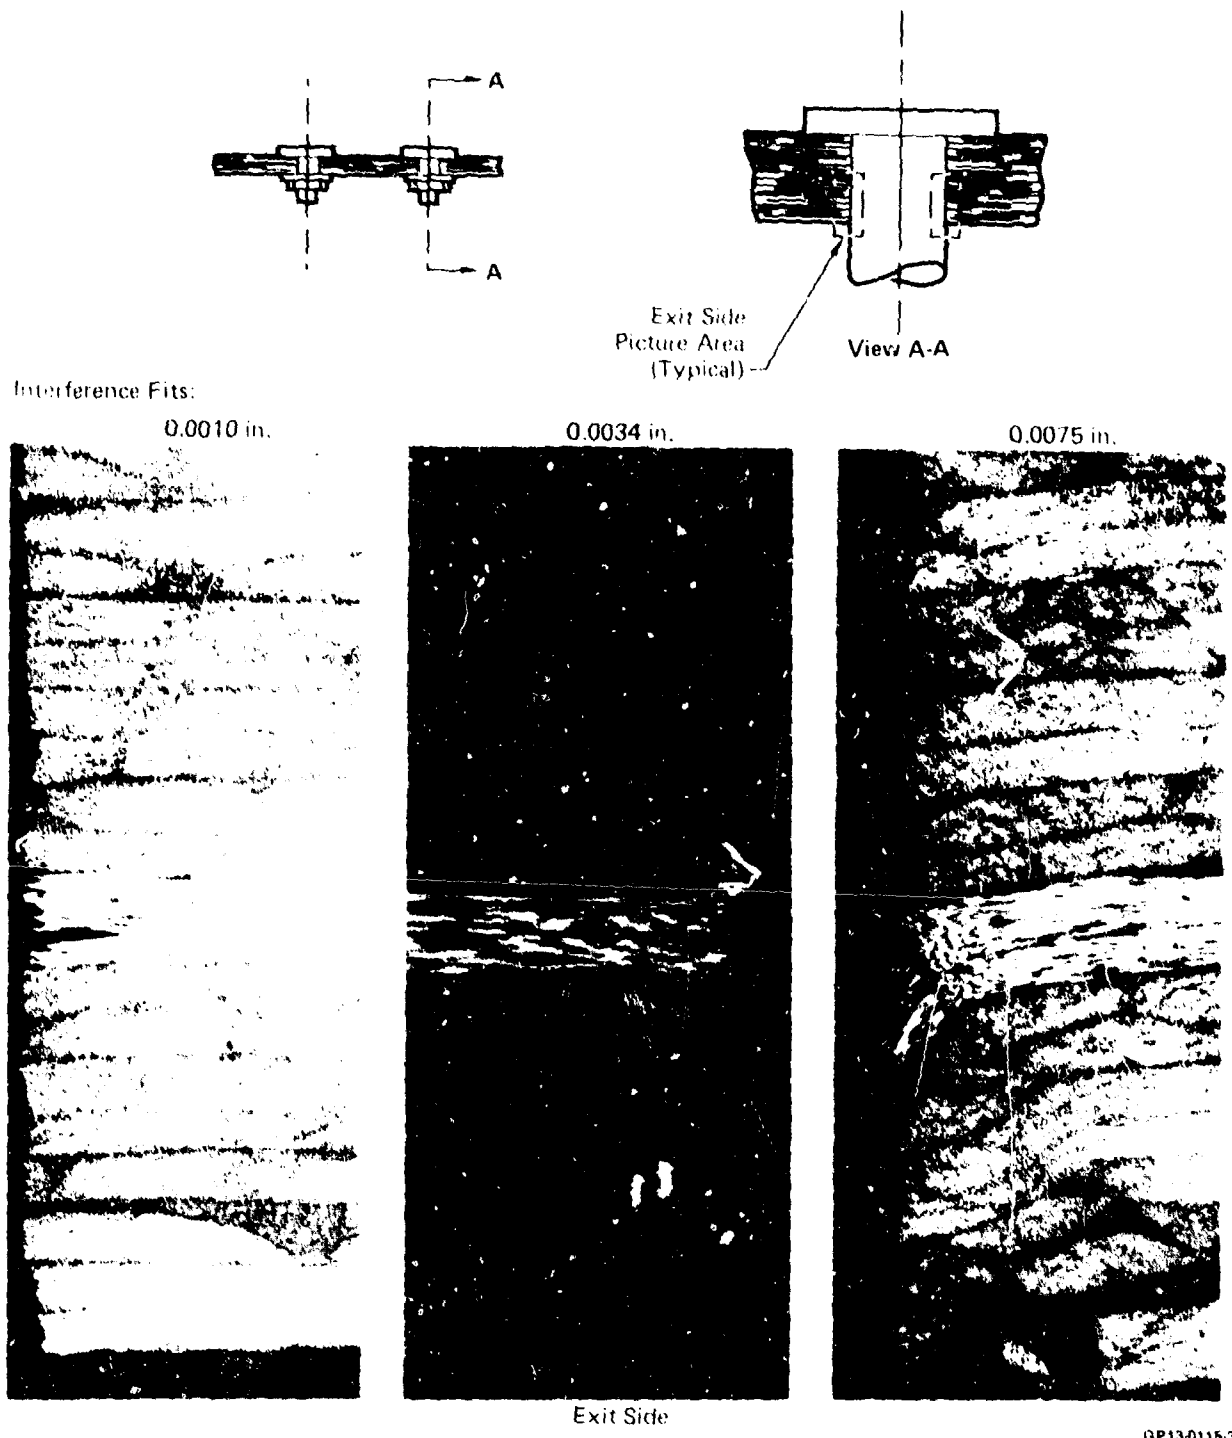 A
A
Exit Side
Picture Area
(Typical)
View A-A
Interference Fits:
0.0010 in.
0.0034 in.
0.0075 in.
Exit Side